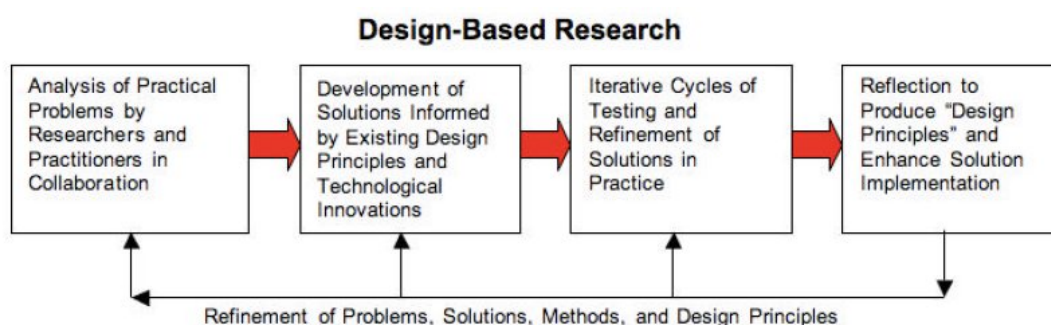 Design-Based Research
Analysis of Practical
Problems by
Researchers and
Practitioners in
Collaboration
Development of
Solutions Informed
by Existing Design
Principles and
Technological
Innovations
Iterative Cycles of
Testing and
Refinement of
Solutions in
Practice
Reflection to
Produce “Design
Principles” and
Enhance Solution
Implementation
Refinement of Problems, Solutions, Methods, and Design Principles